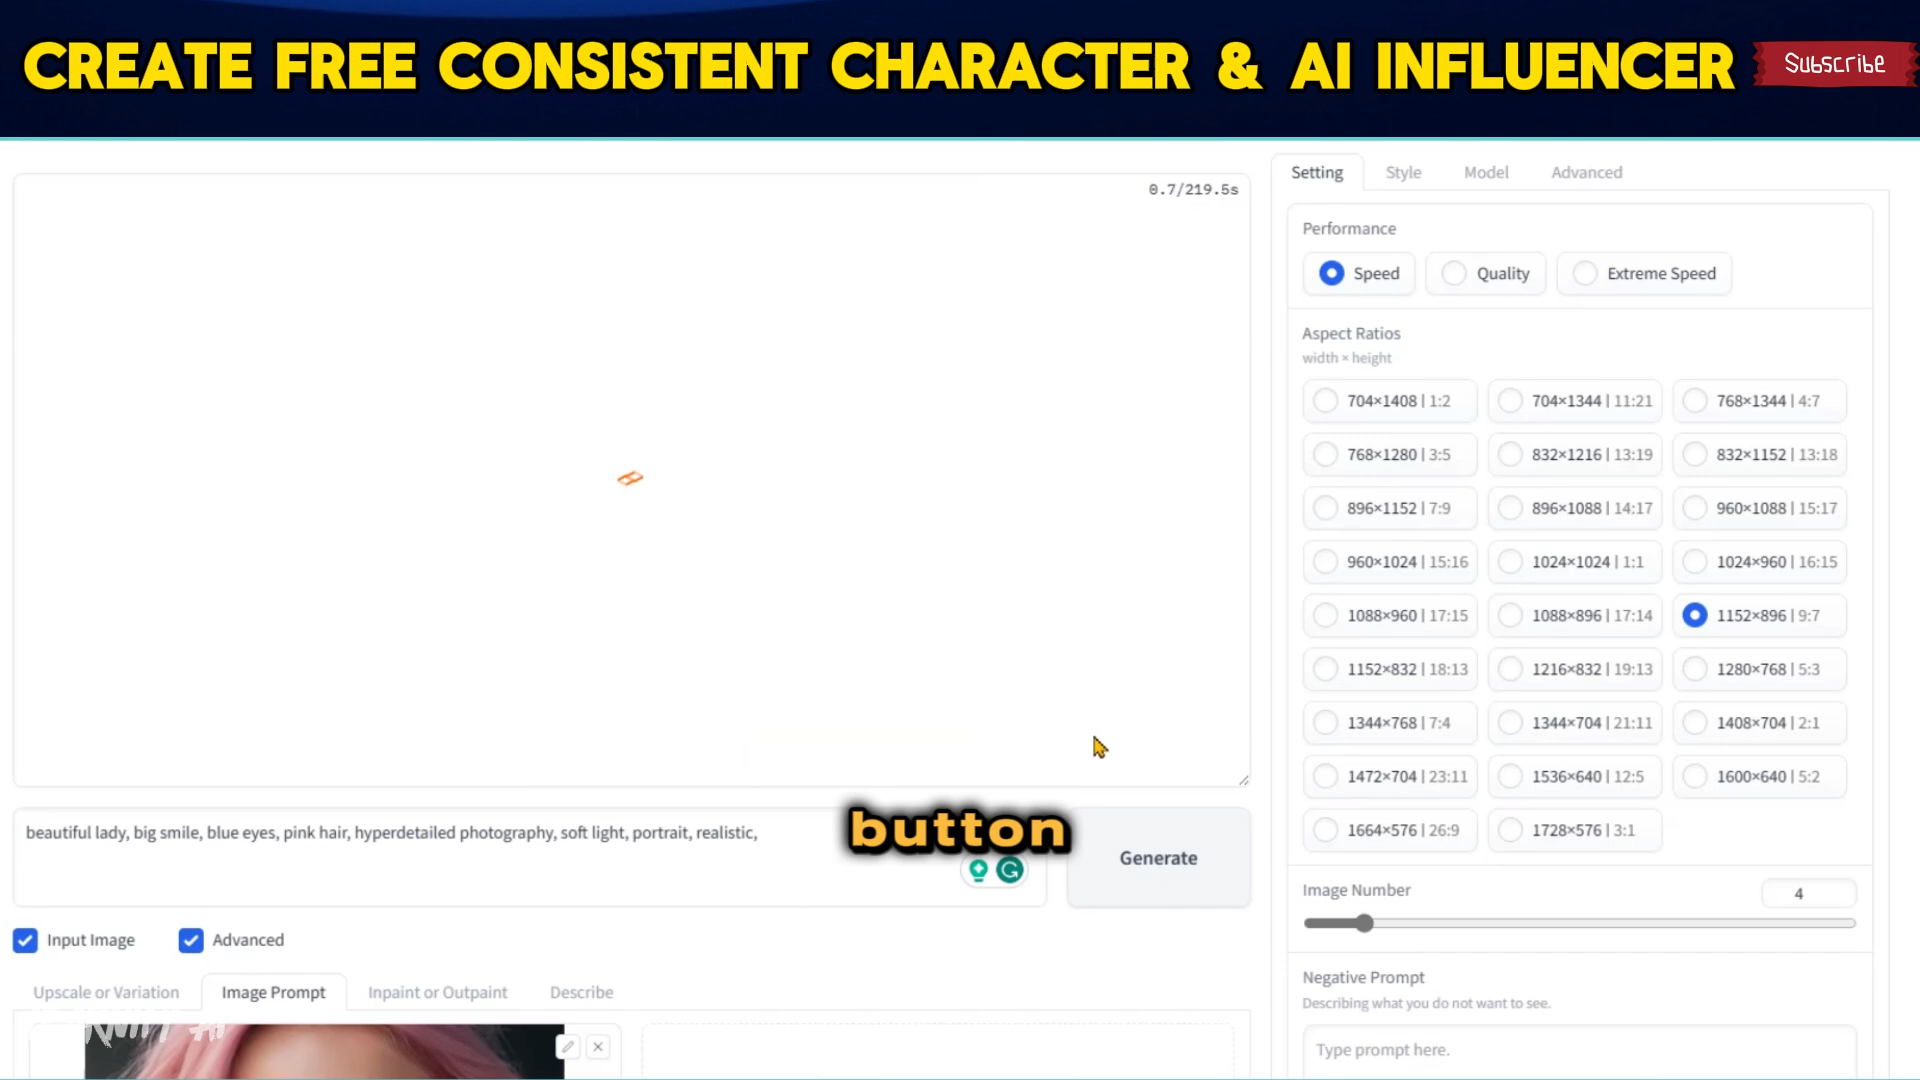 CREATE FREE CONSISTENT CHARACTER & AI INFLUENCER
Subscribe
0.7/219.5s
Setting Style Model Advanced
Performance
Speed Quality Extreme Speed
Aspect Ratios
width × height
704×1408 | 1:2 704×1344 | 11:21 768×1344 | 4:7
768×1280 | 3:5 832×1216 | 13:19 832×1152 | 13:18
896×1152 | 7:9 896×1088 | 14:17 960×1088 | 15:17
960×1024 | 15:16 1024×1024 | 1:1 1024×960 | 16:15
1088×960 | 17:15 1088×896 | 17:14 1152×896 | 9:7
1152×832 | 18:13 1216×832 | 19:13 1280×768 | 5:3
1344×768 | 7:4 1344×704 | 21:11 1408×704 | 2:1
1472×704 | 23:11 1536×640 | 12:5 1600×640 | 5:2
1664×576 | 26:9 1728×576 | 3:1
beautiful lady, big smile, blue eyes, pink hair, hyperdetailed photography, soft light, portrait, realistic,
button
Generate
Image Number 4
Input Image Advanced
Negative Prompt
Describing what you do not want to see.
Type prompt here.
Upscale or Variation Image Prompt Inpaint or Outpaint Describe